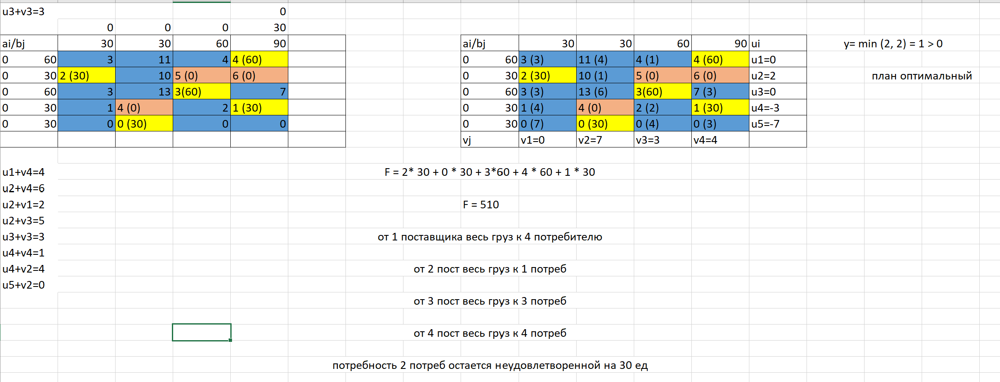 u3+v3=3 0
0 0 0 30
ai/bj 30 30 60 90 ai/bj 30 30 60 90 ui y= min (2, 2) = 1 > 0
0 60 3 11 4 4 (60) 0 60 3 (3) 11 (4) 4 (1) 4 (60) u1=0
0 30 2 (30) 10 5 (0) 6 (0) 0 30 2 (30) 10 (1) 5 (0) 6 (0) u2=2 план оптимальный
0 60 3 13 3(60) 7 0 60 3 (3) 13 (6) 3(60) 7 (3) u3=0
0 30 1 4 (0) 2 1 (30) 0 30 1 (4) 4 (0) 2 (2) 1 (30) u4=-3
0 30 0 0 (30) 0 0 0 30 0 (7) 0 (30) 0 (4) 0 (3) u5=-7
vj v1=0 v2=7 v3=3 v4=4
u1+v4=4 F = 2* 30 + 0 * 30 + 3*60 + 4 * 60 + 1 * 30
u2+v4=6
u2+v1=2 F = 510
u2+v3=5
u3+v3=3 от 1 поставщика весь груз к 4 потребителю
u4+v4=1
u4+v2=4 от 2 пост весь груз к 1 потреб
u5+v2=0
от 3 пост весь груз к 3 потреб
от 4 пост весь груз к 4 потреб
потребность 2 потреб остается неудовлетворенной на 30 ед